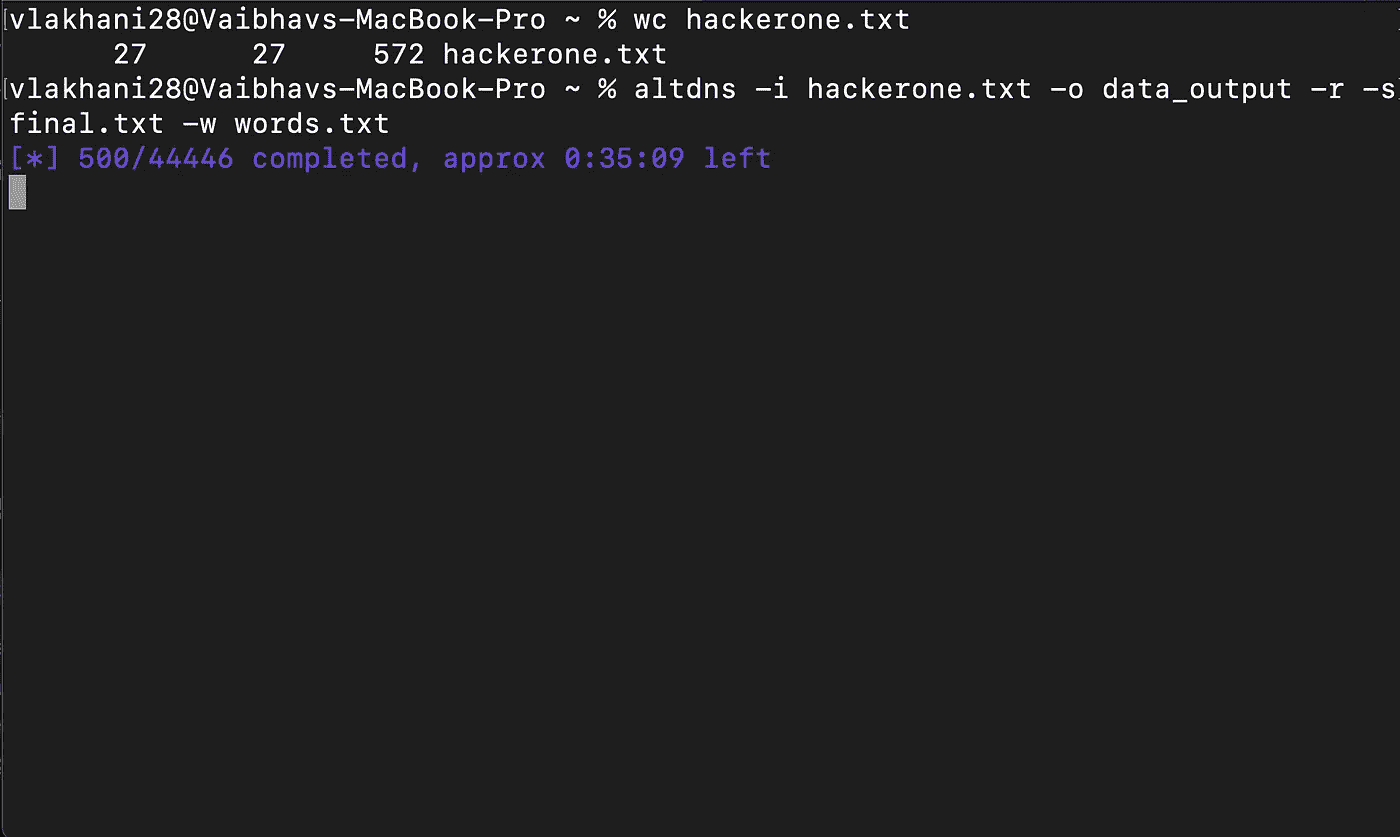 [vlakhani28@Vaibhavs-MacBook-Pro ~ % wc hackerone.txt
      27      27     572 hackerone.txt
[vlakhani28@Vaibhavs-MacBook-Pro ~ % altdns -i hackerone.txt -o data_output -r -s
final.txt -w words.txt
[*] 500/44446 completed, approx 0:35:09 left